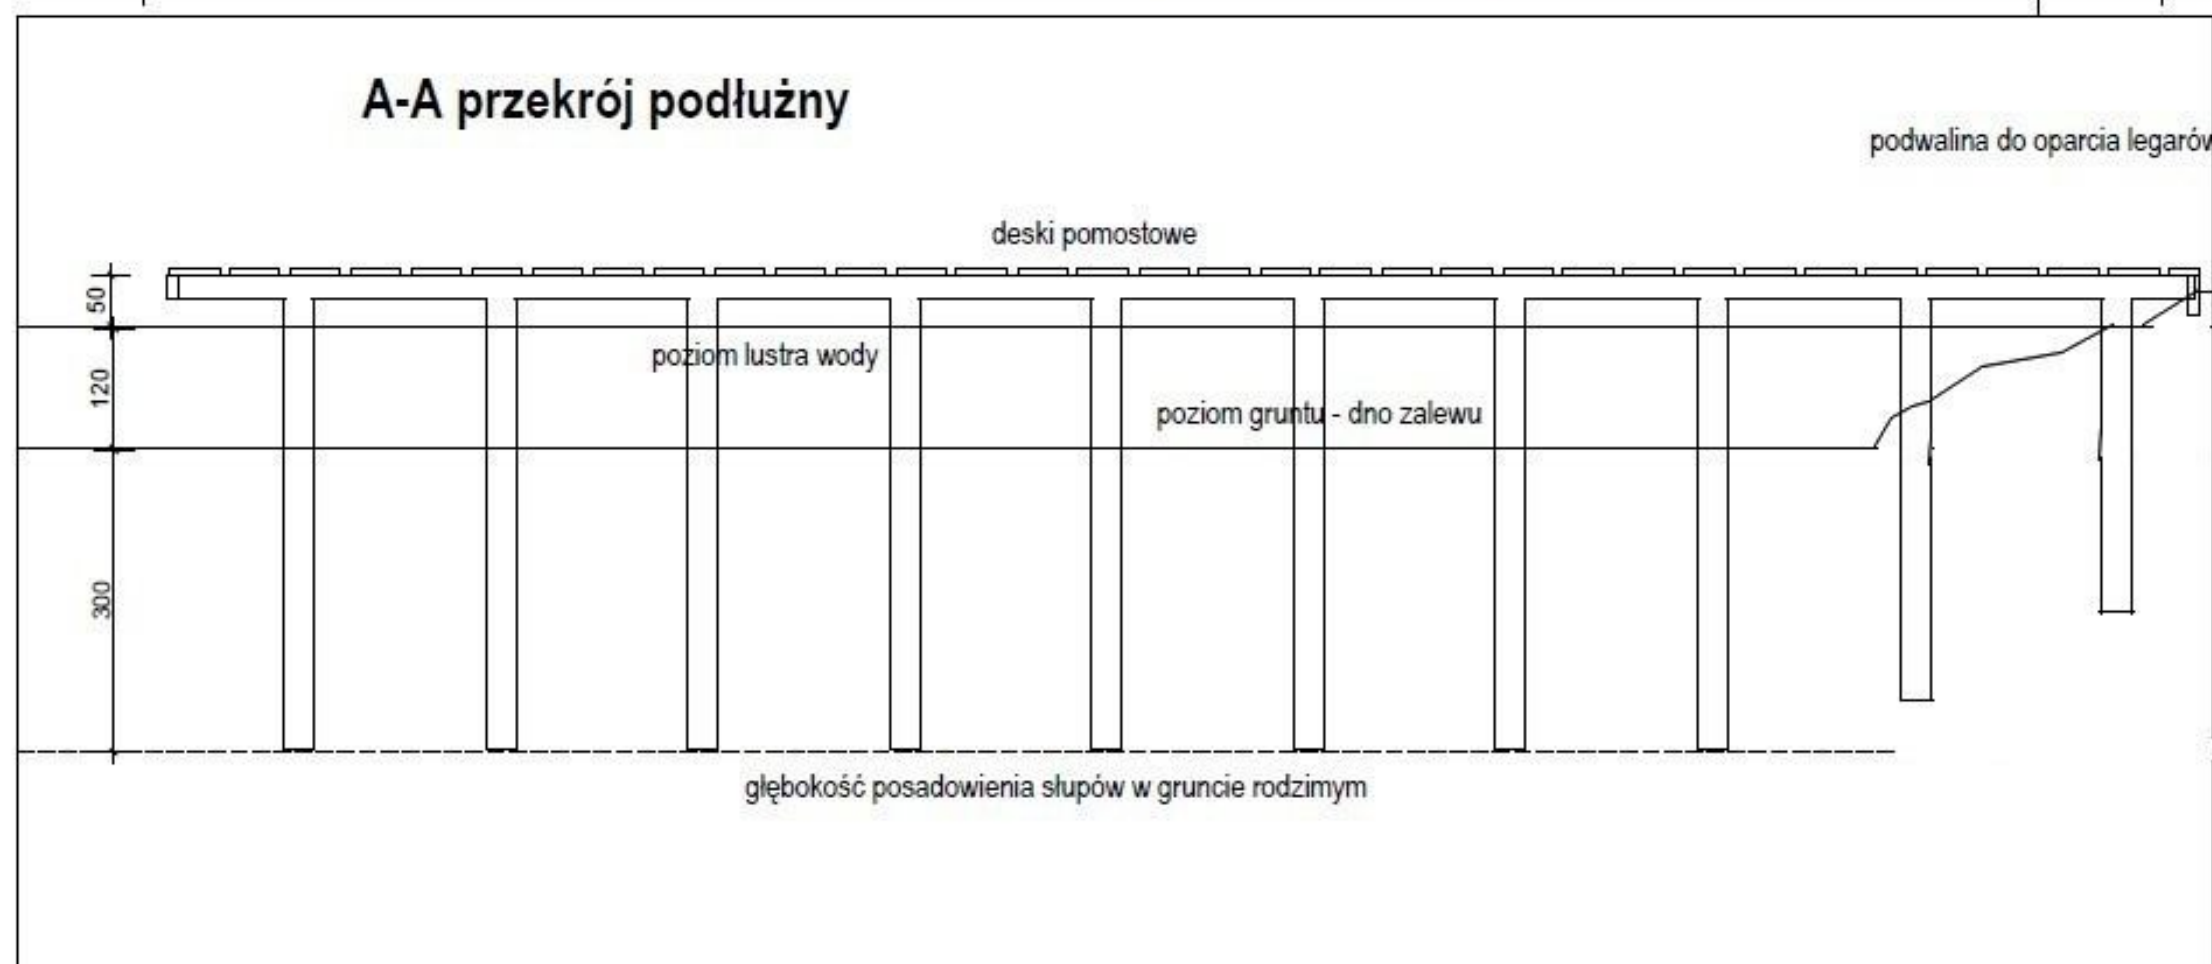 A-A przekrój podłużny
podwalina do oparcia legarów
deski pomostowe
50
poziom lustra wody
120
poziom gruntu - dno zalewu
300
głębokość posadowienia słupów w gruncie rodzimym